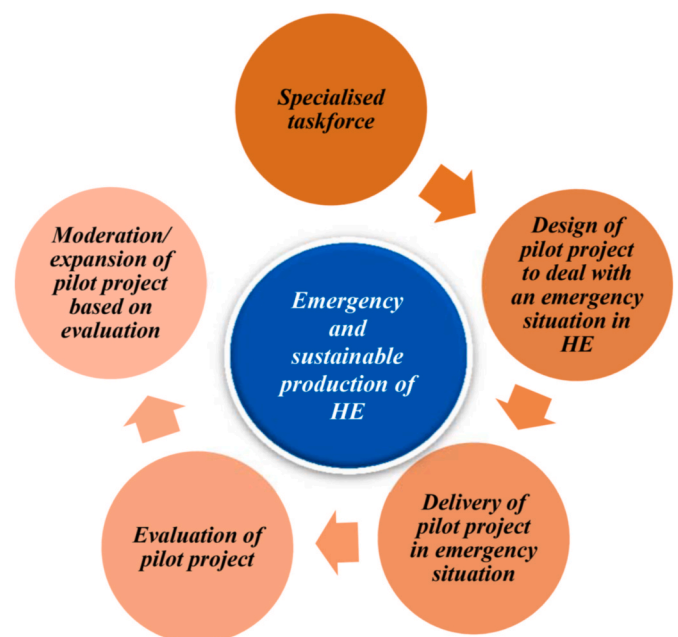 Specialised
taskforce
Design of
pilot project
to deal with
an emergency
situation in
HE
Delivery of
pilot project
in emergency
situation
Evaluation of
pilot project
Moderation/
expansion of
pilot project
based on
evaluation
Emergency
and
sustainable
production of
HE